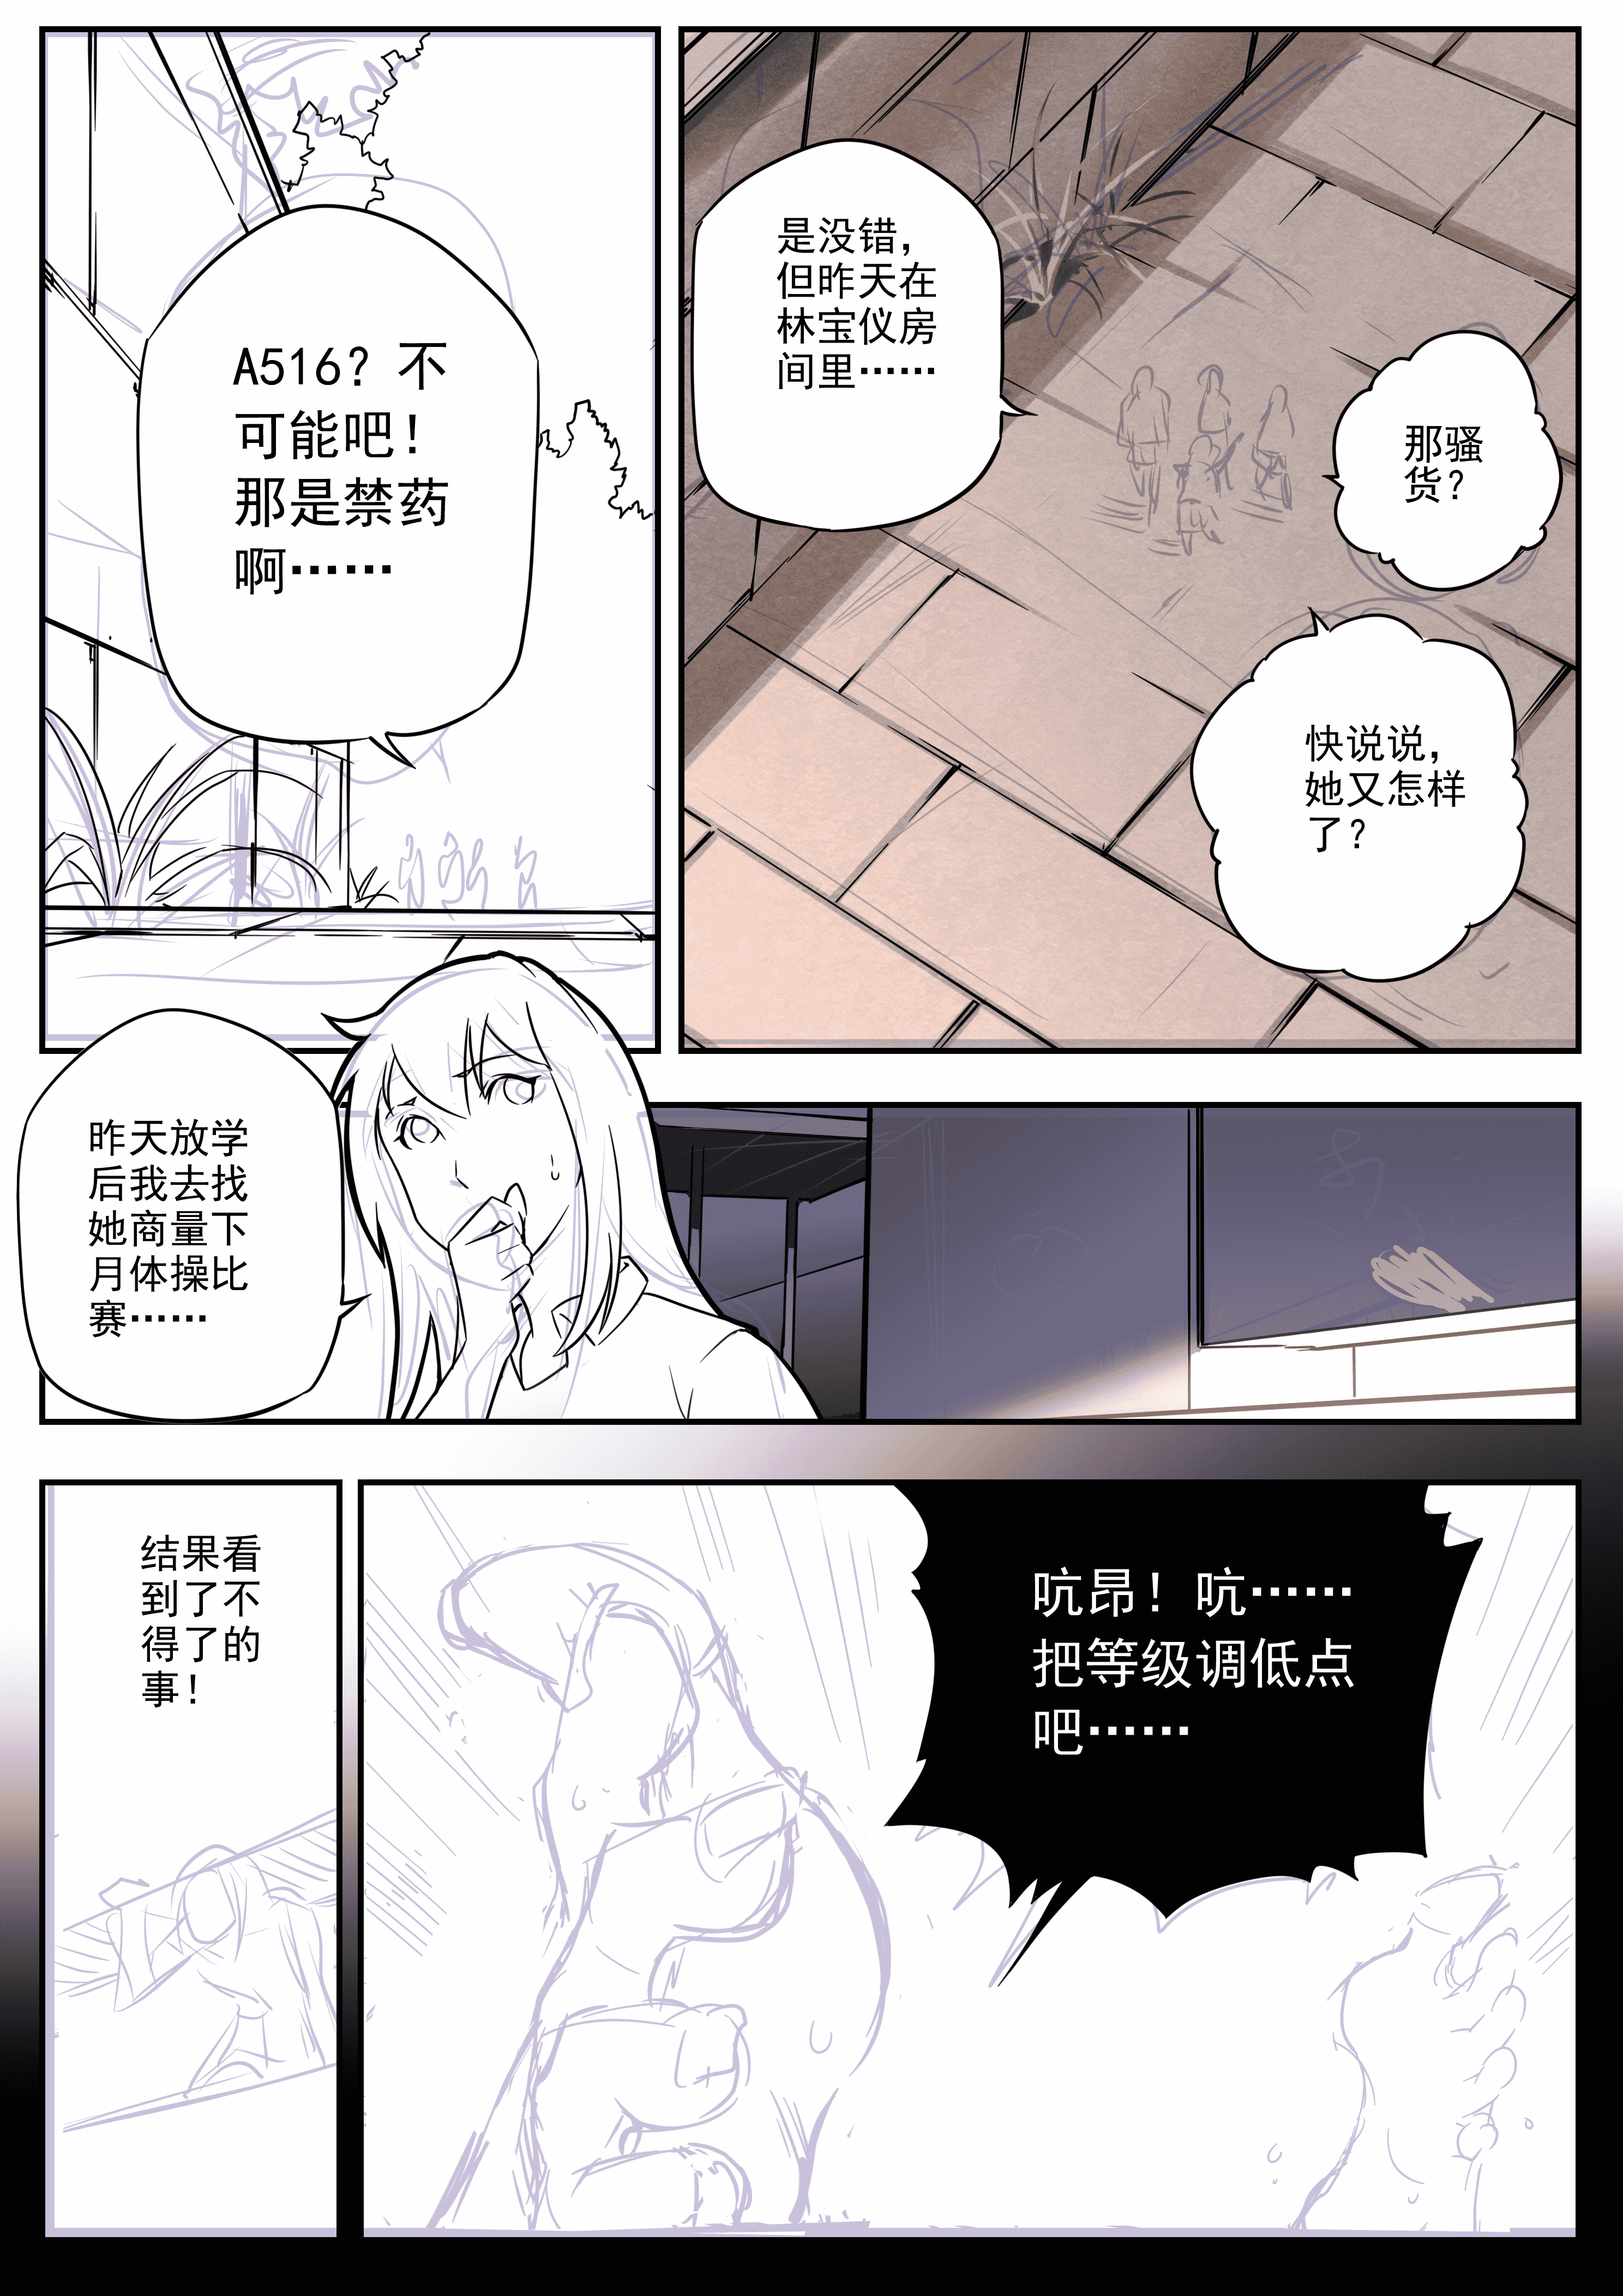 A516？不
可能吧！
那是禁药
啊……
是没错，
但昨天在
林宝仪房
间里……
那骚
货？
快说说，
她又怎样
了？
昨天放学
后我去找
她商量下
月体操比
赛……
结果看
到了不
得了的
事！
吭昂！吭……
把等级调低点
吧……